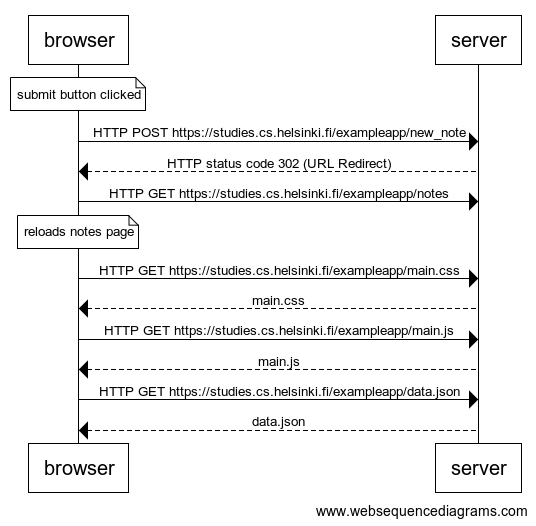 browser
server
submit button clicked
HTTP POST https://studies.cs.helsinki.fi/exampleapp/new_note
HTTP status code 302 (URL Redirect)
HTTP GET https://studies.cs.helsinki.fi/exampleapp/notes
reloads notes page
HTTP GET https://studies.cs.helsinki.fi/exampleapp/main.css
main.css
HTTP GET https://studies.cs.helsinki.fi/exampleapp/main.js
main.js
HTTP GET https://studies.cs.helsinki.fi/exampleapp/data.json
data.json
browser
server
www.websequencediagrams.com